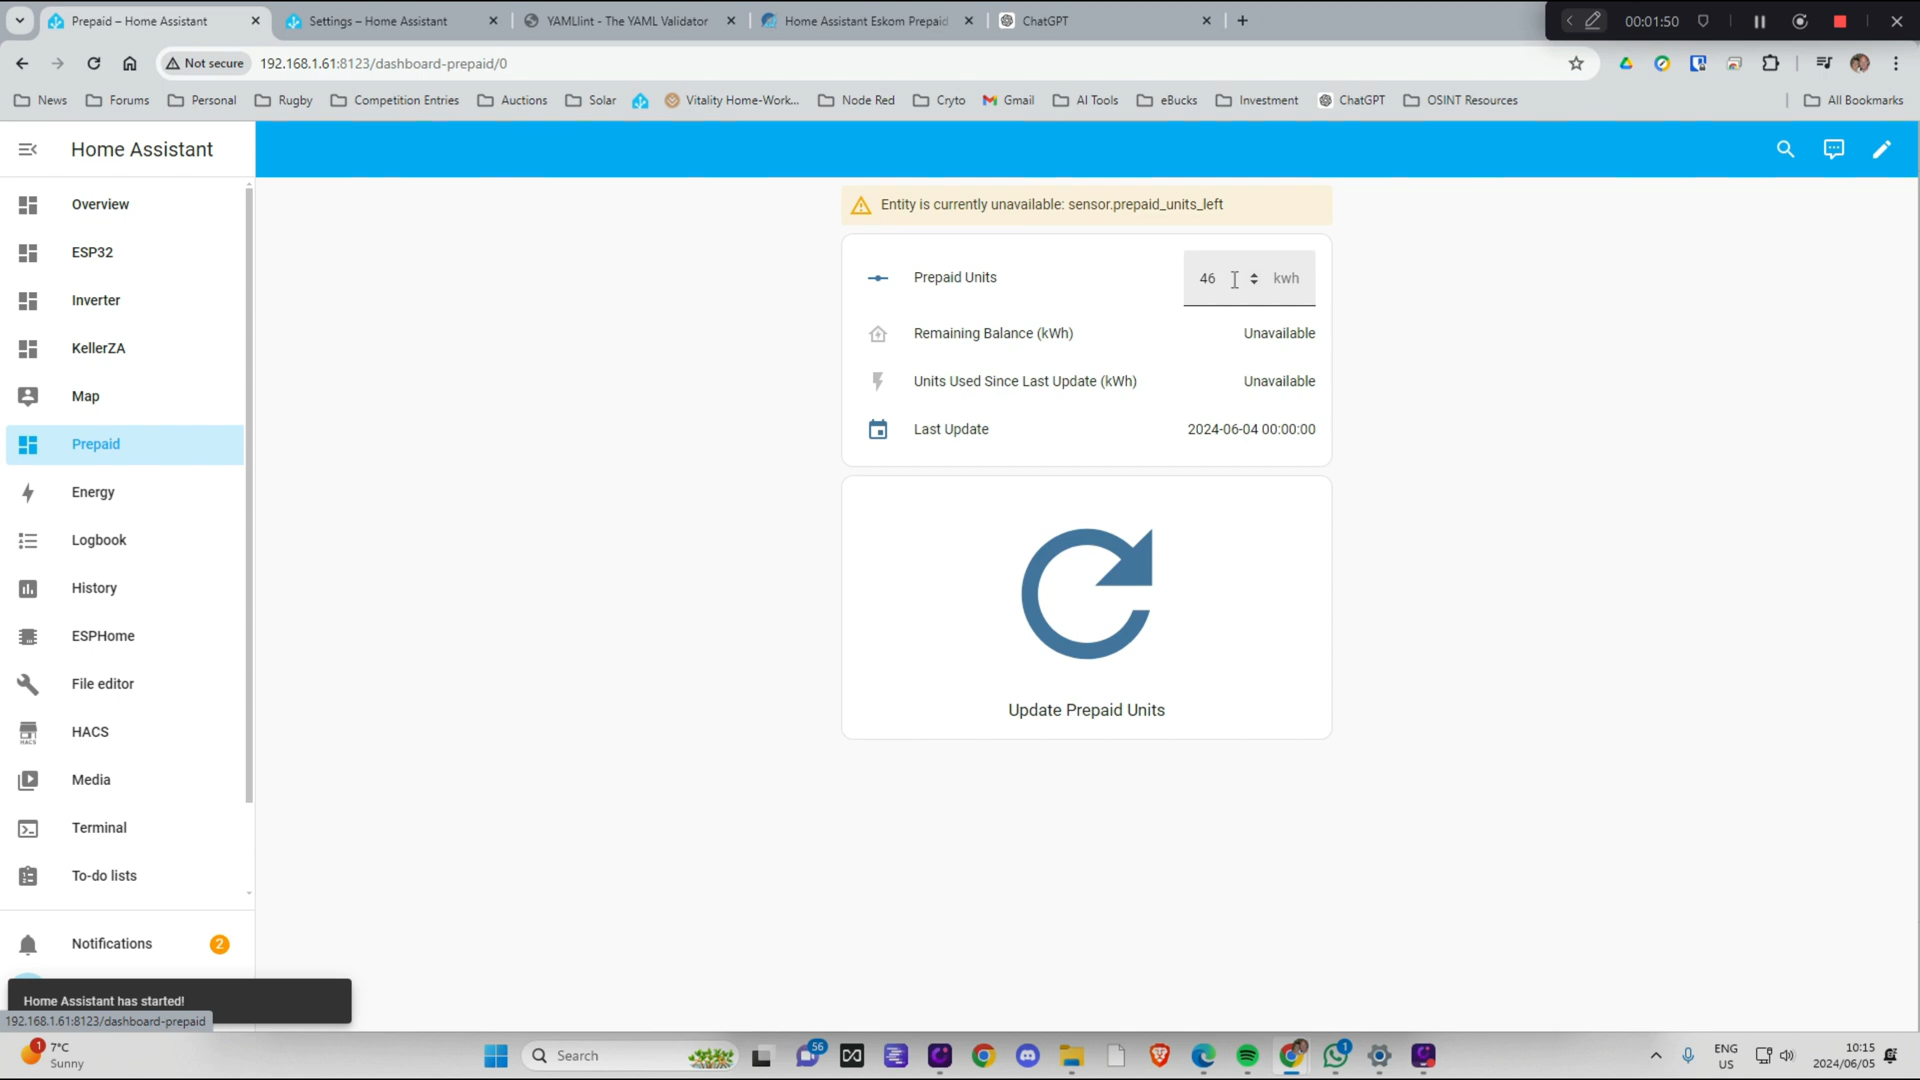 Prepaid – Home Assistant
Settings – Home Assistant
YAMLlint - The YAML Validator
Home Assistant Eskom Prepaid
ChatGPT
00:01:50
Not secure
192.168.1.61:8123/dashboard-prepaid/0
News
Forums
Personal
Rugby
Competition Entries
Auctions
Solar
Vitality Home-Work...
Node Red
Cryto
Gmail
AI Tools
eBucks
Investment
ChatGPT
OSINT Resources
All Bookmarks
Home Assistant
Overview
ESP32
Inverter
KellerZA
Map
Prepaid
Energy
Logbook
History
ESPHome
File editor
HACS
HACS
Media
Terminal
To-do lists
Notifications
2
Home Assistant has started!
192.168.1.61:8123/dashboard-prepaid
Entity is currently unavailable: sensor.prepaid_units_left
Prepaid Units
46
kwh
Remaining Balance (kWh)
Unavailable
Units Used Since Last Update (kWh)
Unavailable
Last Update
2024-06-04 00:00:00
Update Prepaid Units
1
7°C
Sunny
Search
56
1
ENG
US
10:15
2024/06/05